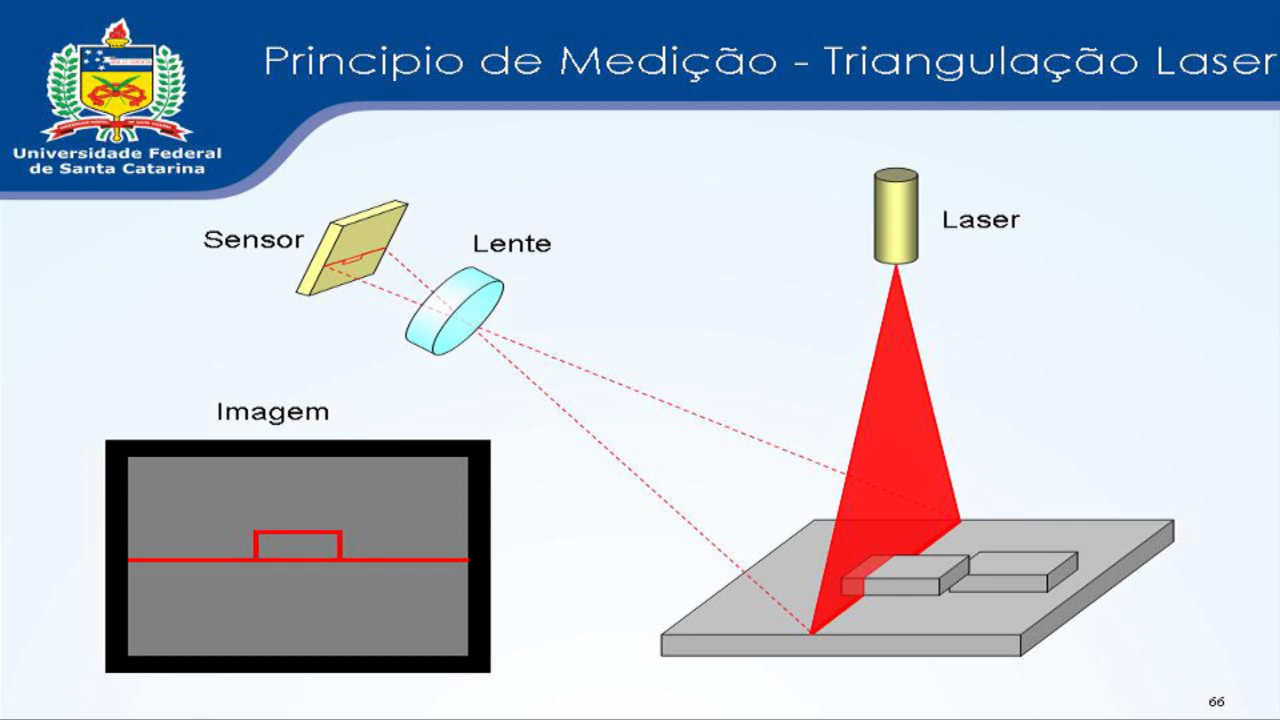 Principio de Medição - Triangulação Laser
Universidade Federal
de Santa Catarina
Sensor
Lente
Laser
Imagem
66